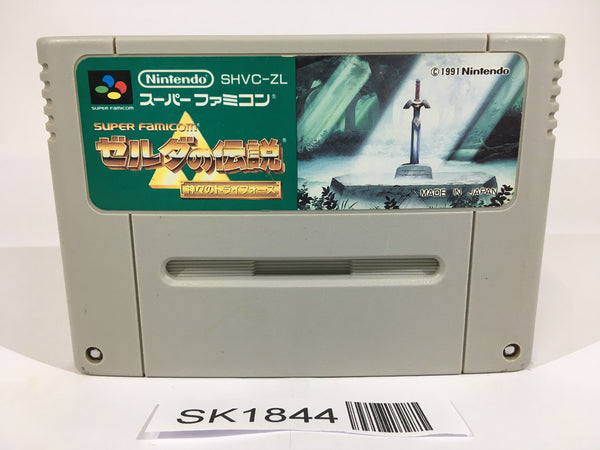 Nintendo SHVC-ZL
SUPER FAMICOM
スーパーファミコン®
SUPER FAMICOM®
ゼルダの伝説®
神々のトライフォース
©1991 Nintendo
MADE IN JAPAN
SK1844